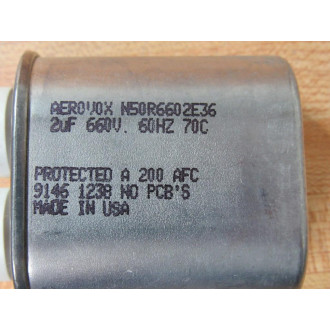 AEROVOX N50R6602E36
2uF 660V. 60HZ 70C
PROTECTED A 200 AFC
9146 1238 NO PCB'S
MADE IN USA